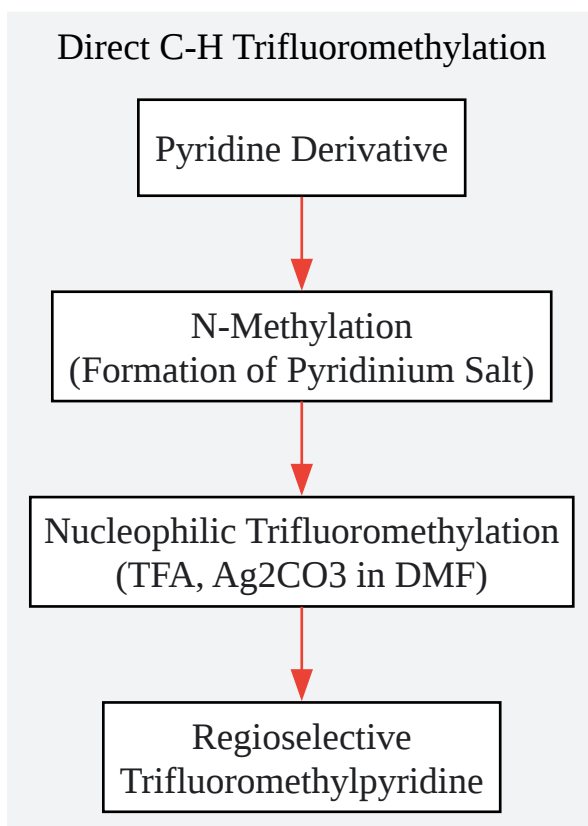 Direct C-H Trifluoromethylation
Pyridine Derivative
N-Methylation
(Formation of Pyridinium Salt)
Nucleophilic Trifluoromethylation
(TFA, Ag2CO3 in DMF)
Regioselective
Trifluoromethylpyridine